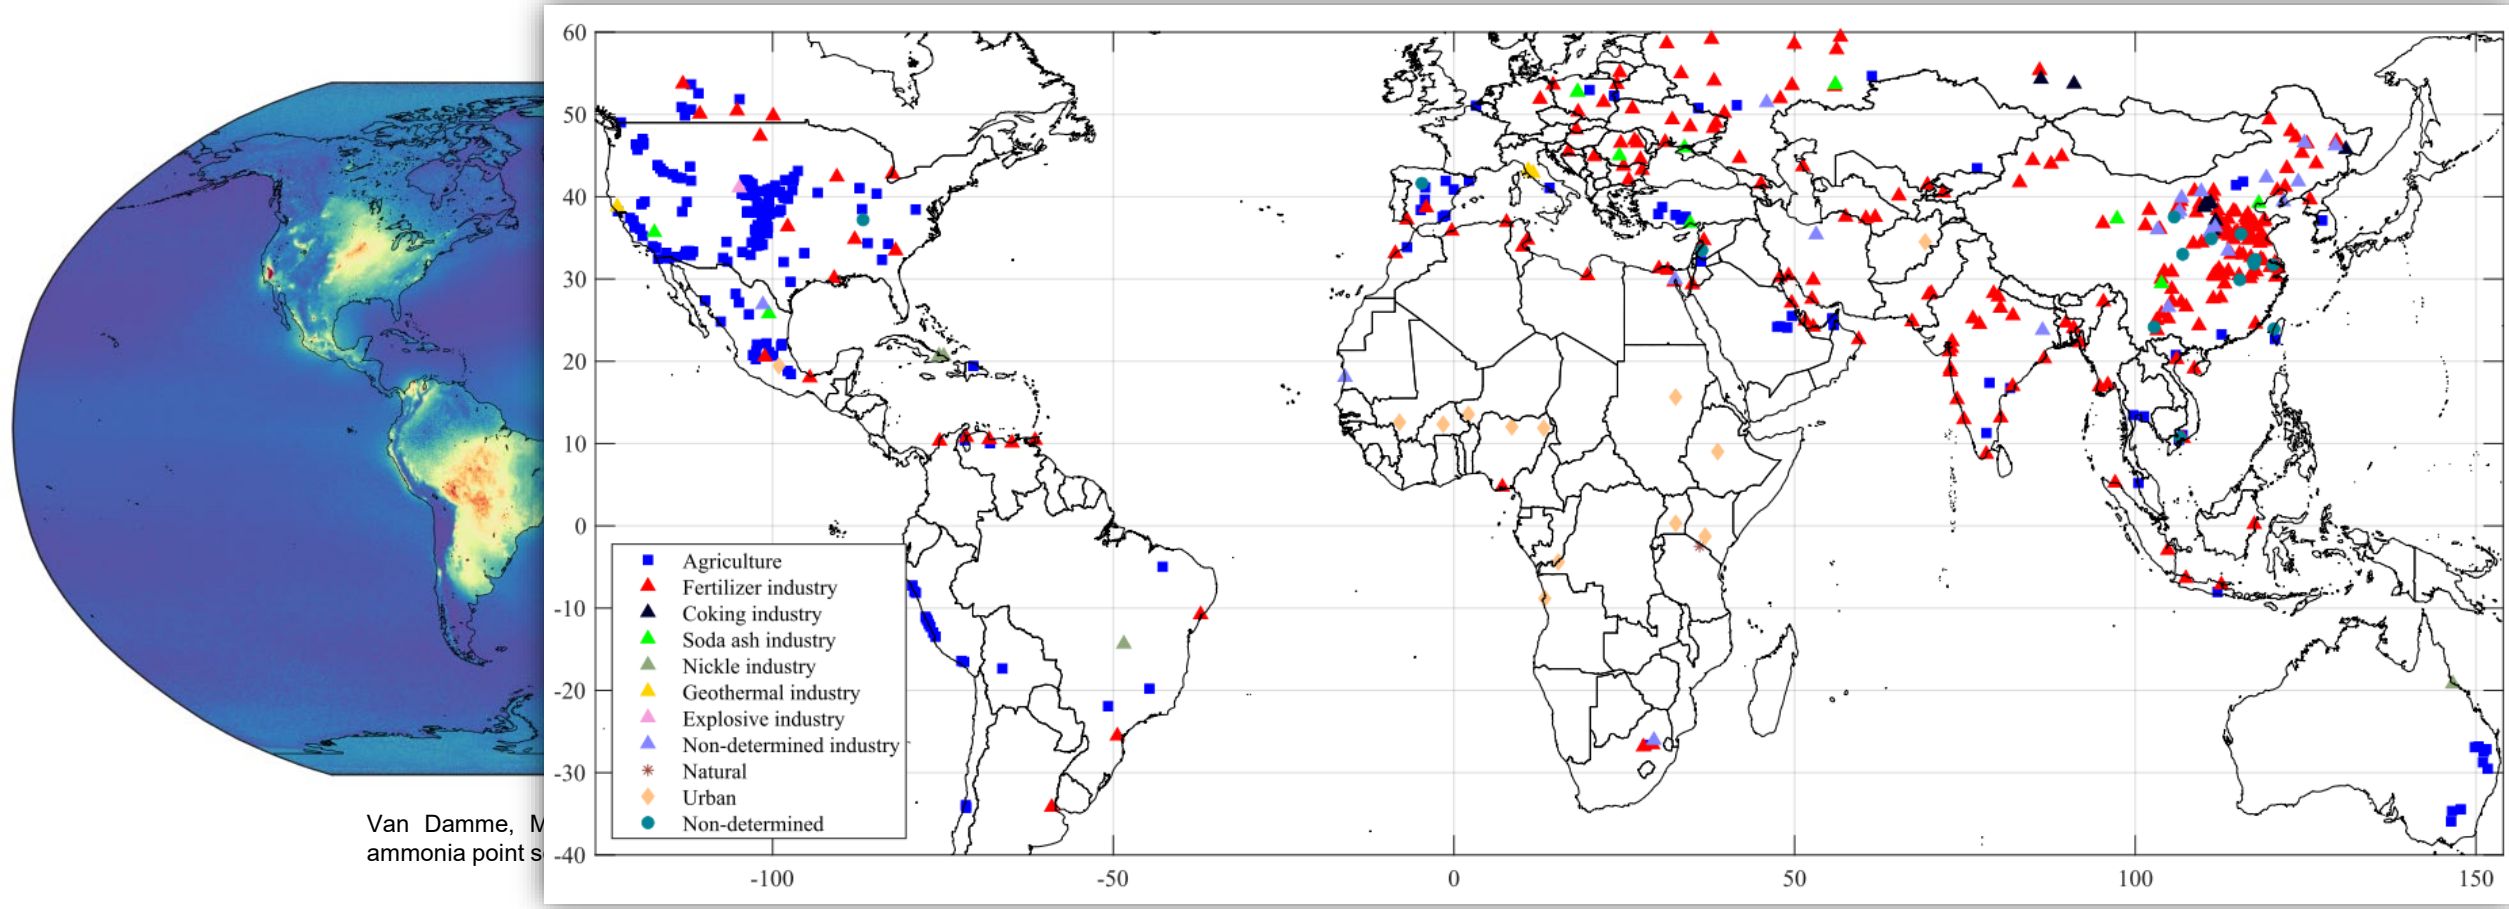 60
50
40
30
20
10
0
-10
-20
-30
-40
Agriculture
Fertilizer industry
Coking industry
Soda ash industry
Nickle industry
Geothermal industry
Explosive industry
Non-determined industry
Natural
Urban
Non-determined
-100 -50 0 50 100 150
Van Damme, M
ammonia point s